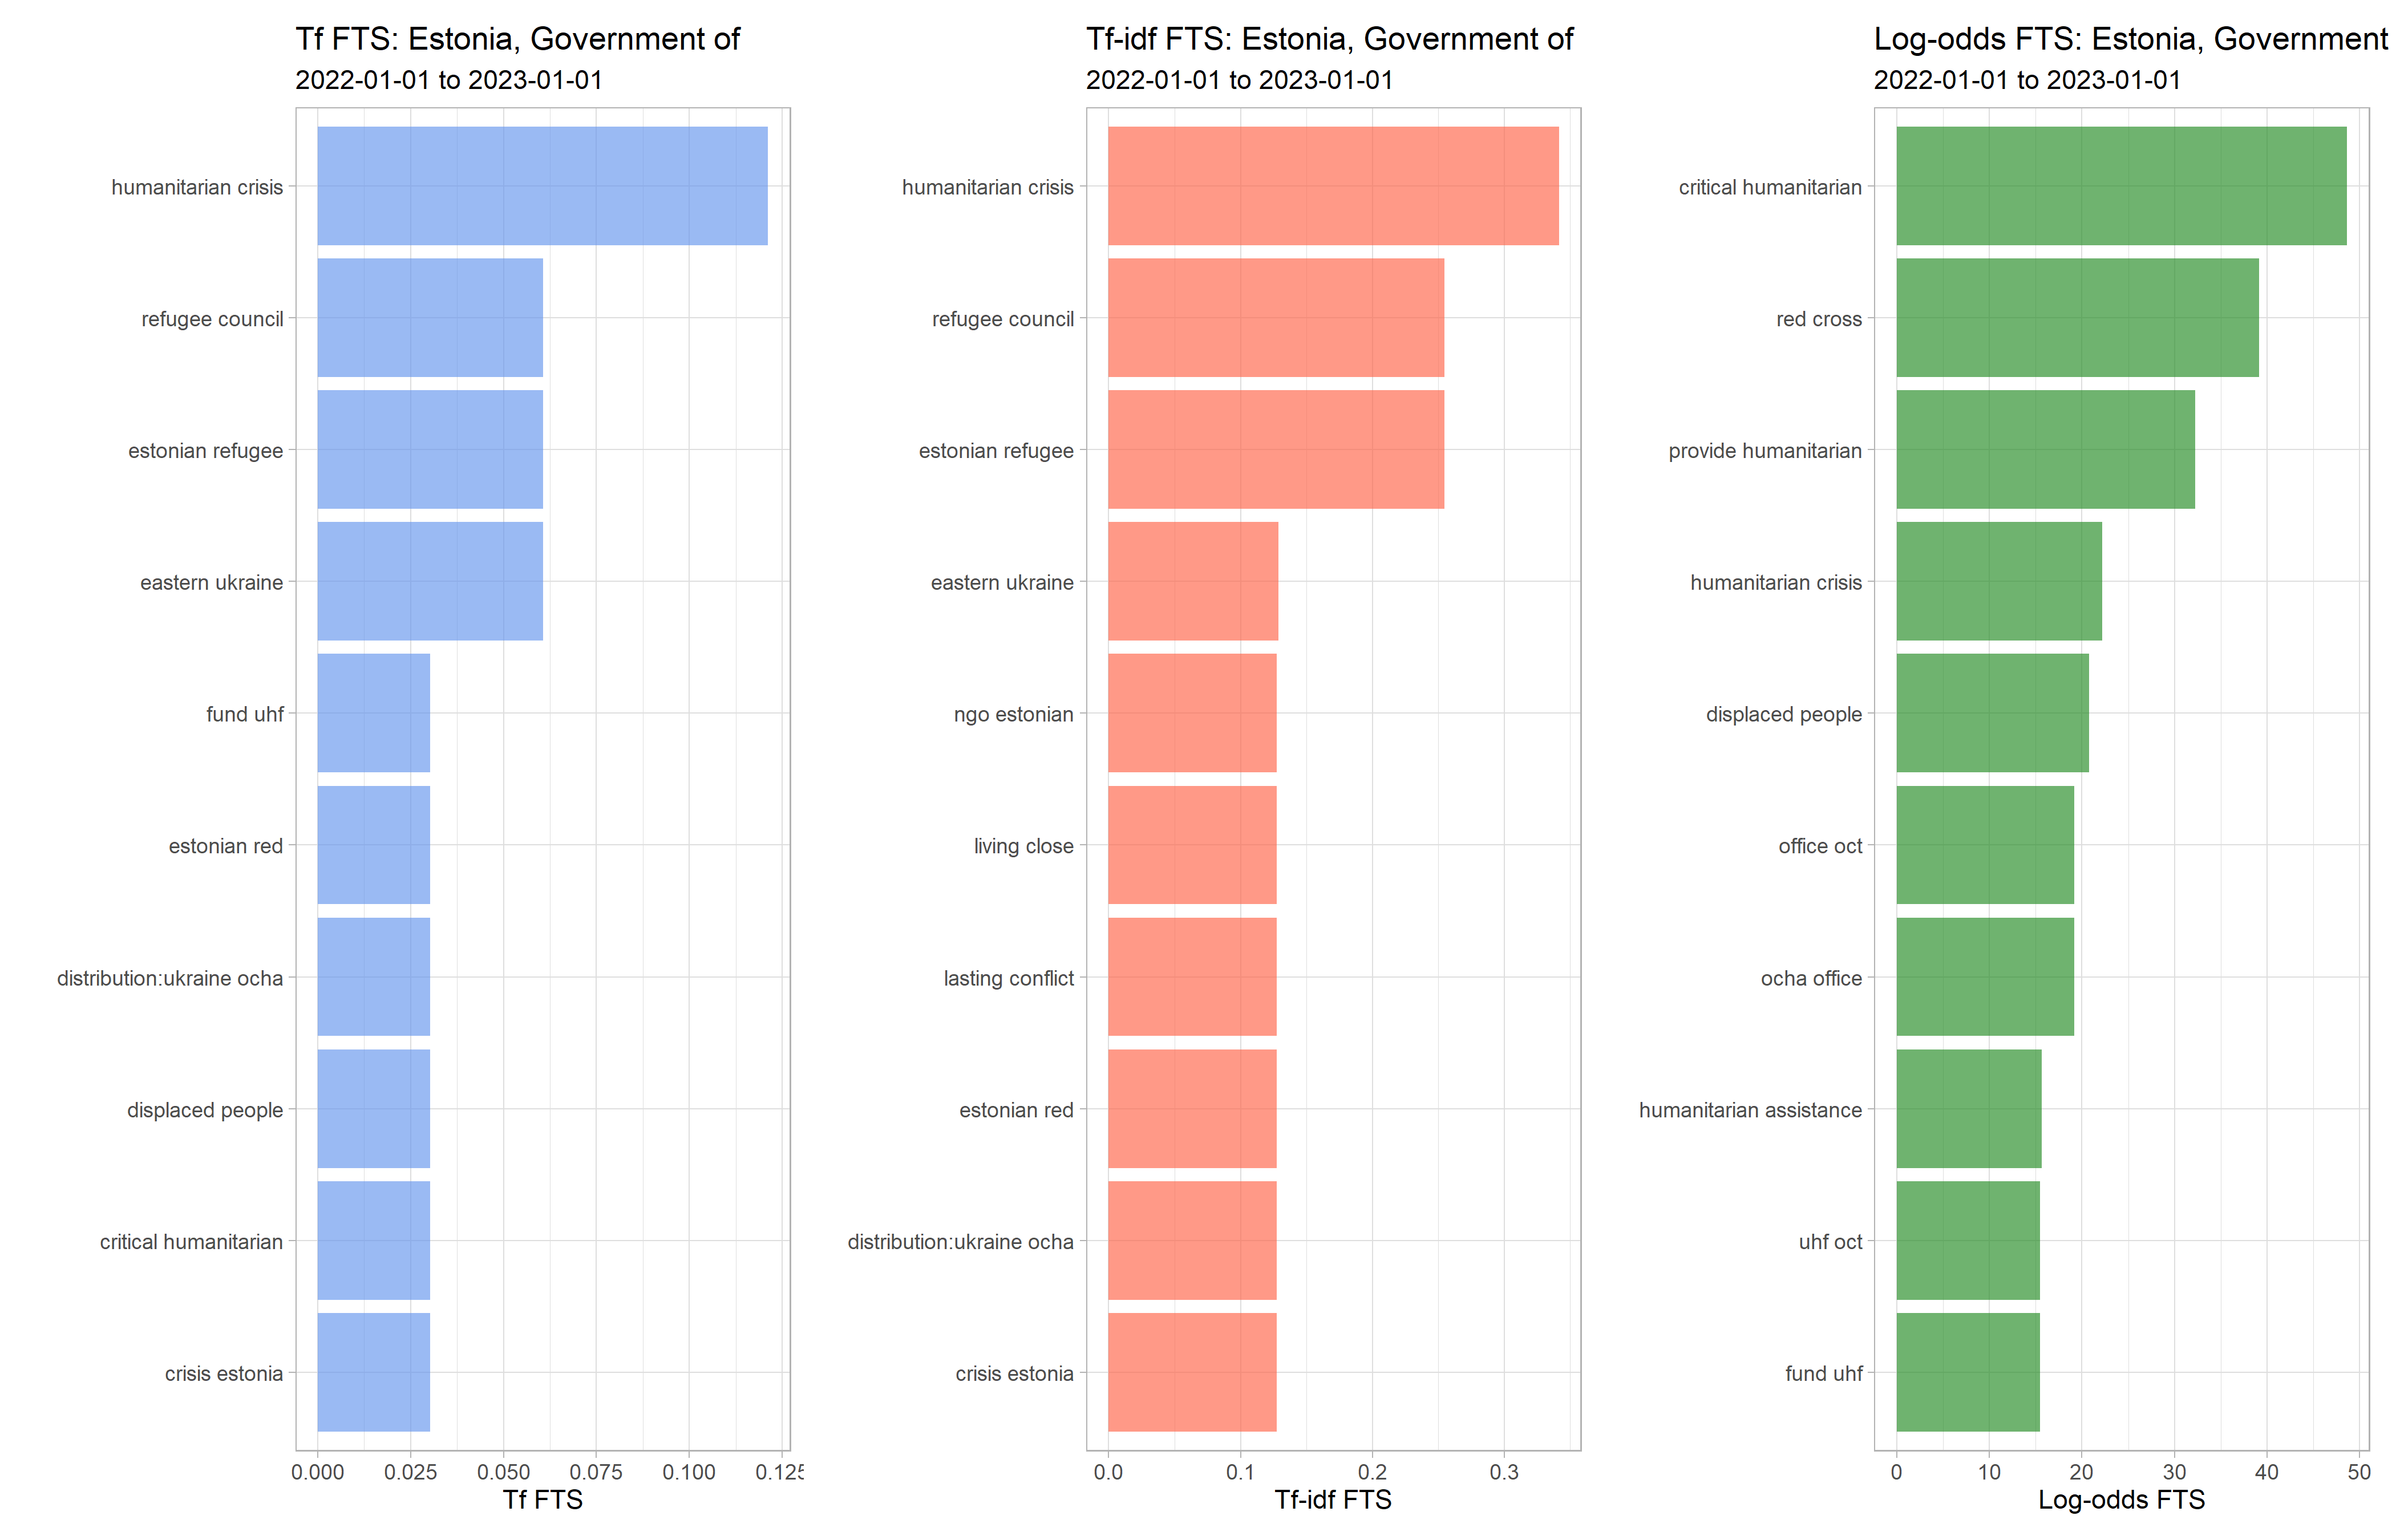 Tf FTS: Estonia, Government of
2022-01-01 to 2023-01-01
humanitarian crisis
refugee council
estonian refugee
eastern ukraine
fund uhf
estonian red
distribution:ukraine ocha
displaced people
critical humanitarian
crisis estonia
0.000 0.025 0.050 0.075 0.100 0.125
Tf FTS
Tf-idf FTS: Estonia, Government of
2022-01-01 to 2023-01-01
humanitarian crisis
refugee council
estonian refugee
eastern ukraine
ngo estonian
living close
lasting conflict
estonian red
distribution:ukraine ocha
crisis estonia
0.0 0.1 0.2 0.3
Tf-idf FTS
Log-odds FTS: Estonia, Government
2022-01-01 to 2023-01-01
critical humanitarian
red cross
provide humanitarian
humanitarian crisis
displaced people
office oct
ocha office
humanitarian assistance
uhf oct
fund uhf
0 10 20 30 40 50
Log-odds FTS